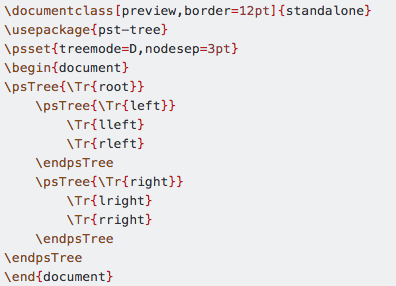 \documentclass[preview,border=12pt]{standalone}
\usepackage{pst-tree}
\psset{treemode=D,nodesep=3pt}
\begin{document}
\psTree{\Tr{root}}
    \psTree{\Tr{left}}
        \Tr{lleft}
        \Tr{rleft}
    \endpsTree
    \psTree{\Tr{right}}
        \Tr{lright}
        \Tr{rright}
    \endpsTree
\endpsTree
\end{document}